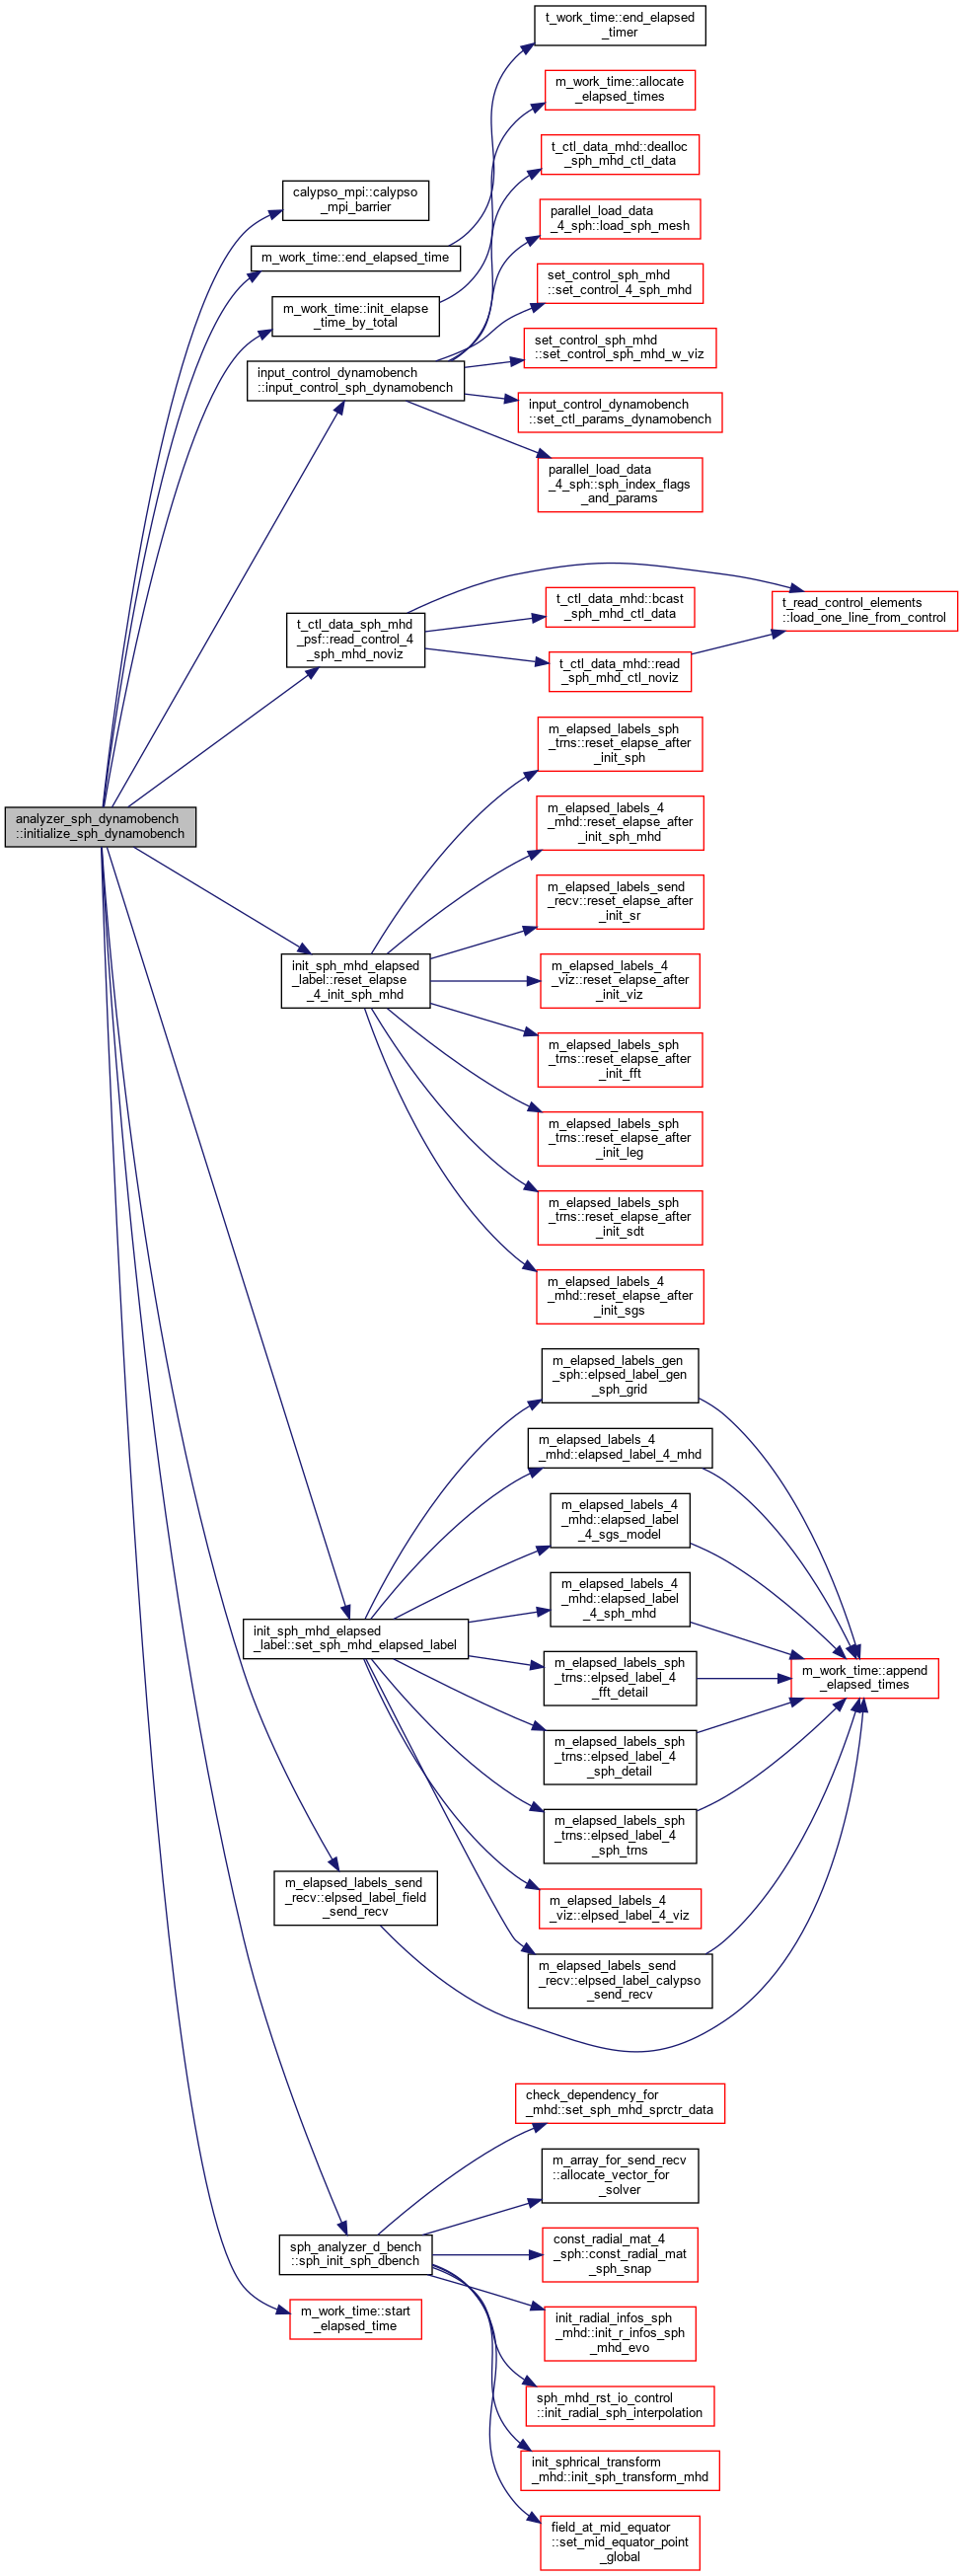 t_work_time::end_elapsed
_timer
m_work_time::allocate
_elapsed_times
t_ctl_data_mhd::dealloc
_sph_mhd_ctl_data
calypso_mpi::calypso
_mpi_barrier
parallel_load_data
_4_sph::load_sph_mesh
m_work_time::end_elapsed_time
set_control_sph_mhd
::set_control_4_sph_mhd
m_work_time::init_elapse
_time_by_total
set_control_sph_mhd
::set_control_sph_mhd_w_viz
input_control_dynamobench
::input_control_sph_dynamobench
input_control_dynamobench
::set_ctl_params_dynamobench
parallel_load_data
_4_sph::sph_index_flags
_and_params
t_ctl_data_mhd::bcast
_sph_mhd_ctl_data
t_read_control_elements
::load_one_line_from_control
t_ctl_data_sph_mhd
_psf::read_control_4
_sph_mhd_noviz
t_ctl_data_mhd::read
_sph_mhd_ctl_noviz
m_elapsed_labels_sph
_trns::reset_elapse_after
_init_sph
analyzer_sph_dynamobench
::initialize_sph_dynamobench
m_elapsed_labels_4
_mhd::reset_elapse_after
_init_sph_mhd
m_elapsed_labels_send
_recv::reset_elapse_after
_init_sr
init_sph_mhd_elapsed
_label::reset_elapse
_4_init_sph_mhd
m_elapsed_labels_4
_viz::reset_elapse_after
_init_viz
m_elapsed_labels_sph
_trns::reset_elapse_after
_init_fft
m_elapsed_labels_sph
_trns::reset_elapse_after
_init_leg
m_elapsed_labels_sph
_trns::reset_elapse_after
_init_sdt
m_elapsed_labels_4
_mhd::reset_elapse_after
_init_sgs
m_elapsed_labels_gen
_sph::elpsed_label_gen
_sph_grid
m_elapsed_labels_4
_mhd::elapsed_label_4_mhd
m_elapsed_labels_4
_mhd::elapsed_label
_4_sgs_model
m_elapsed_labels_4
_mhd::elapsed_label
_4_sph_mhd
init_sph_mhd_elapsed
_label::set_sph_mhd_elapsed_label
m_elapsed_labels_sph
_trns::elpsed_label_4
_fft_detail
m_work_time::append
_elapsed_times
m_elapsed_labels_sph
_trns::elpsed_label_4
_sph_detail
m_elapsed_labels_sph
_trns::elpsed_label_4
_sph_trns
m_elapsed_labels_send
_recv::elpsed_label_field
_send_recv
m_elapsed_labels_4
_viz::elpsed_label_4_viz
m_elapsed_labels_send
_recv::elpsed_label_calypso
_send_recv
check_dependency_for
_mhd::set_sph_mhd_sprctr_data
m_array_for_send_recv
::allocate_vector_for
_solver
sph_analyzer_d_bench
::sph_init_sph_dbench
const_radial_mat_4
_sph::const_radial_mat
_sph_snap
m_work_time::start
_elapsed_time
init_radial_infos_sph
_mhd::init_r_infos_sph
_mhd_evo
sph_mhd_rst_io_control
::init_radial_sph_interpolation
init_sphrical_transform
_mhd::init_sph_transform_mhd
field_at_mid_equator
::set_mid_equator_point
_global